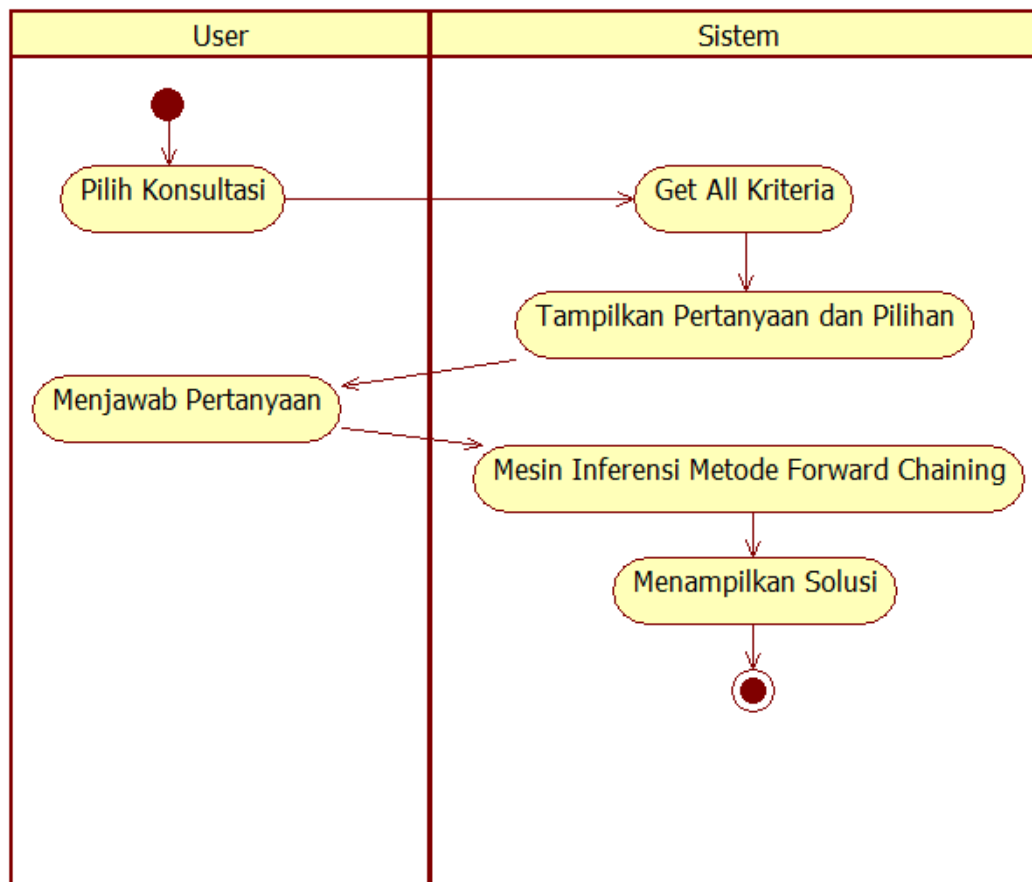 User
Sistem
Pilih Konsultasi
Get All Kriteria
Tampilkan Pertanyaan dan Pilihan
Menjawab Pertanyaan
Mesin Inferensi Metode Forward Chaining
Menampilkan Solusi